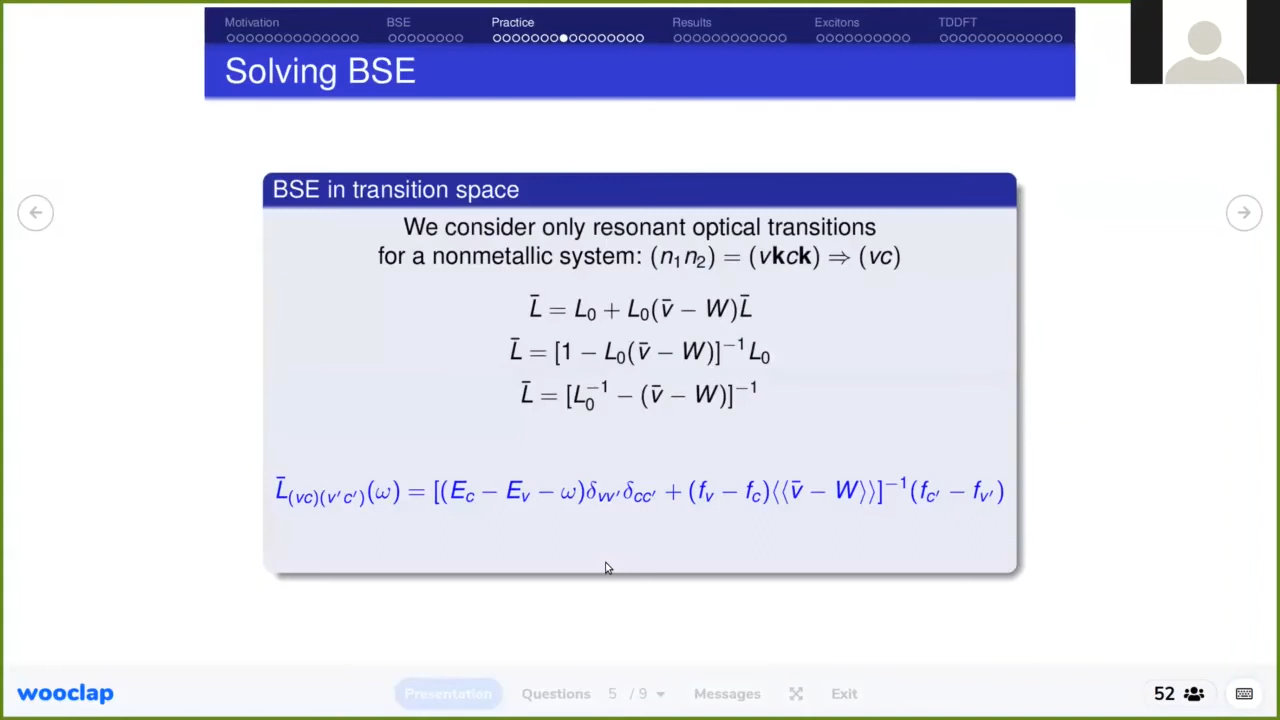 Motivation BSE Practice Results Excitons TDDFT
Solving BSE
BSE in transition space
We consider only resonant optical transitions
for a nonmetallic system: (n₁n₂) = (vkck) ⇒ (vc)
L̄ = L₀ + L₀(v̄ − W)L̄
L̄ = [1 − L₀(v̄ − W)]⁻¹L₀
L̄ = [L₀⁻¹ − (v̄ − W)]⁻¹
L̄₍vc₎₍v′c′₎(ω) = [(E_c − E_v − ω)δ_vv′δ_cc′ + (f_v − f_c)⟨⟨v̄ − W⟩⟩]⁻¹(f_c′ − f_v′)
wooclap Presentation Questions 5 / 9 Messages Exit 52